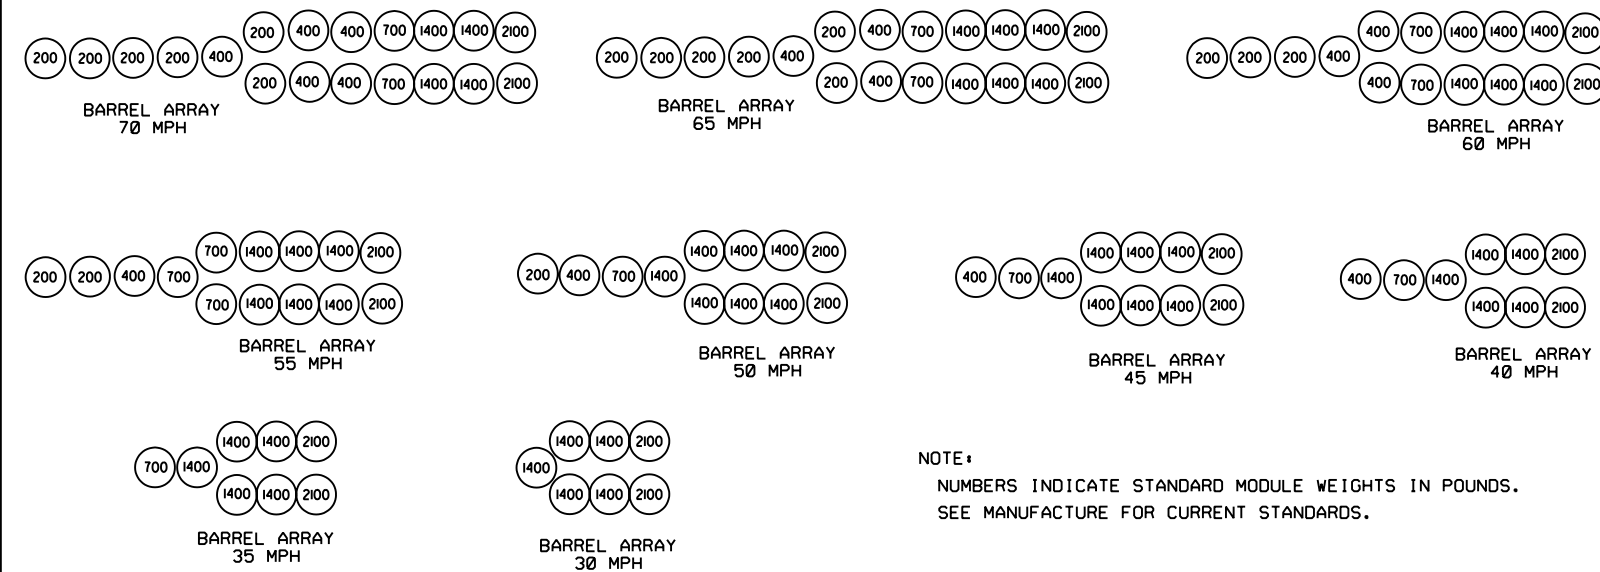 200 400 400 700 1400 1400 2100
200 200 200 200 400
200 400 400 700 1400 1400 2100
BARREL ARRAY
70 MPH
200 400 700 1400 1400 1400 2100
200 200 200 200 400
200 400 700 1400 1400 1400 2100
BARREL ARRAY
65 MPH
400 700 1400 1400 1400 2100
200 200 200 400
400 700 1400 1400 1400 2100
BARREL ARRAY
60 MPH
700 1400 1400 1400 2100
200 200 400 700
700 1400 1400 1400 2100
BARREL ARRAY
55 MPH
1400 1400 1400 2100
200 400 700 1400
1400 1400 1400 2100
BARREL ARRAY
50 MPH
1400 1400 1400 2100
400 700 1400
1400 1400 1400 2100
BARREL ARRAY
45 MPH
1400 1400 2100
400 700 1400
1400 1400 2100
BARREL ARRAY
40 MPH
1400 1400 2100
700 1400
1400 1400 2100
BARREL ARRAY
35 MPH
1400 1400 2100
1400
1400 1400 2100
BARREL ARRAY
30 MPH
NOTE:
NUMBERS INDICATE STANDARD MODULE WEIGHTS IN POUNDS.
SEE MANUFACTURE FOR CURRENT STANDARDS.